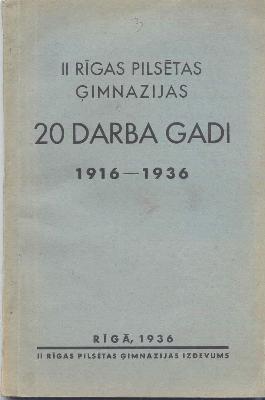 II RĪGAS PILSĒTAS
ĢIMNAZIJAS
20 DARBA GADI
1916—1936
RĪGĀ, 1936
II RĪGAS PILSĒTAS ĢIMNAZIJAS IZDEVUMS